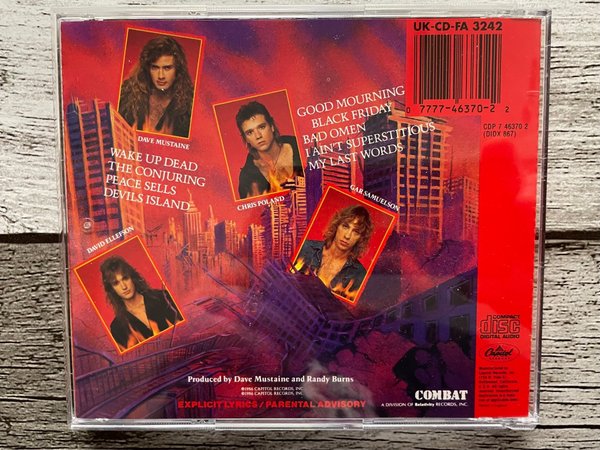 UK-CD-FA 3242
0 7777-46370-2 2
CDP 7 46370 2
(DIDX 867)
DAVE MUSTAINE
CHRIS POLAND
GOOD MOURNING
BLACK FRIDAY
BAD OMEN
I AIN'T SUPERSTITIOUS
MY LAST WORDS
WAKE UP DEAD
THE CONJURING
PEACE SELLS
DEVILS ISLAND
GAR SAMUELSON
DAVID ELLEFSON
COMPACT
disc
DIGITAL AUDIO
Capitol
Produced by Dave Mustaine and Randy Burns
©1986 CAPITOL RECORDS, INC.
℗1986 CAPITOL RECORDS, INC.
EXPLICIT LYRICS / PARENTAL ADVISORY
COMBAT
A DIVISION OF Relativity RECORDS, INC.